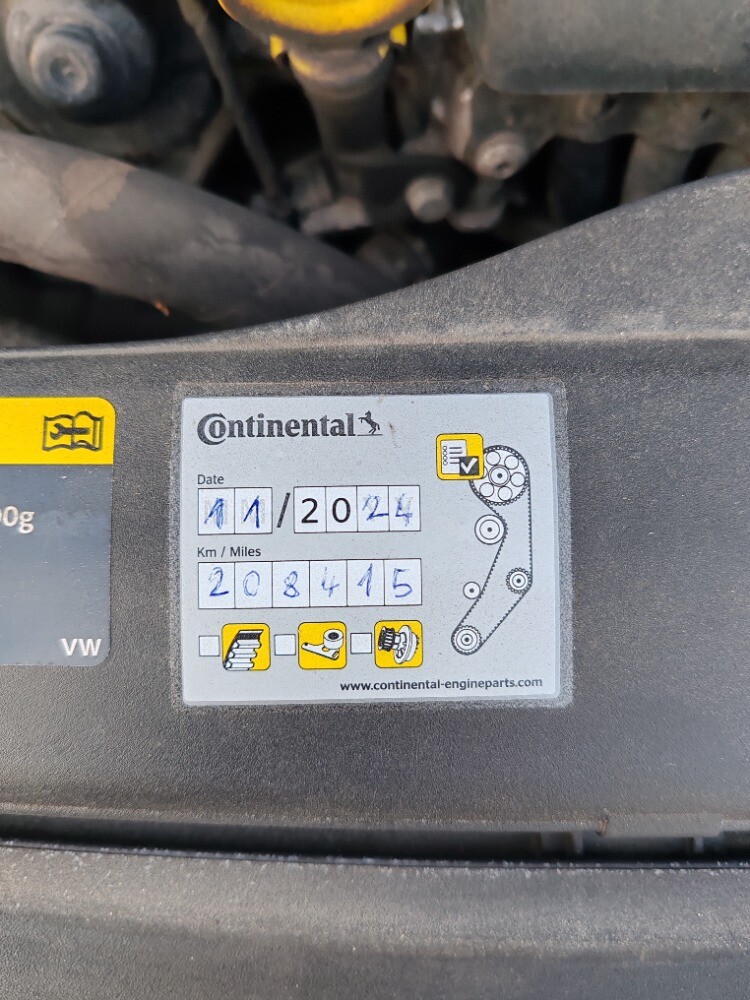 Continental
Date
11/2024
Km / Miles
208415
www.continental-engineparts.com
0g
VW